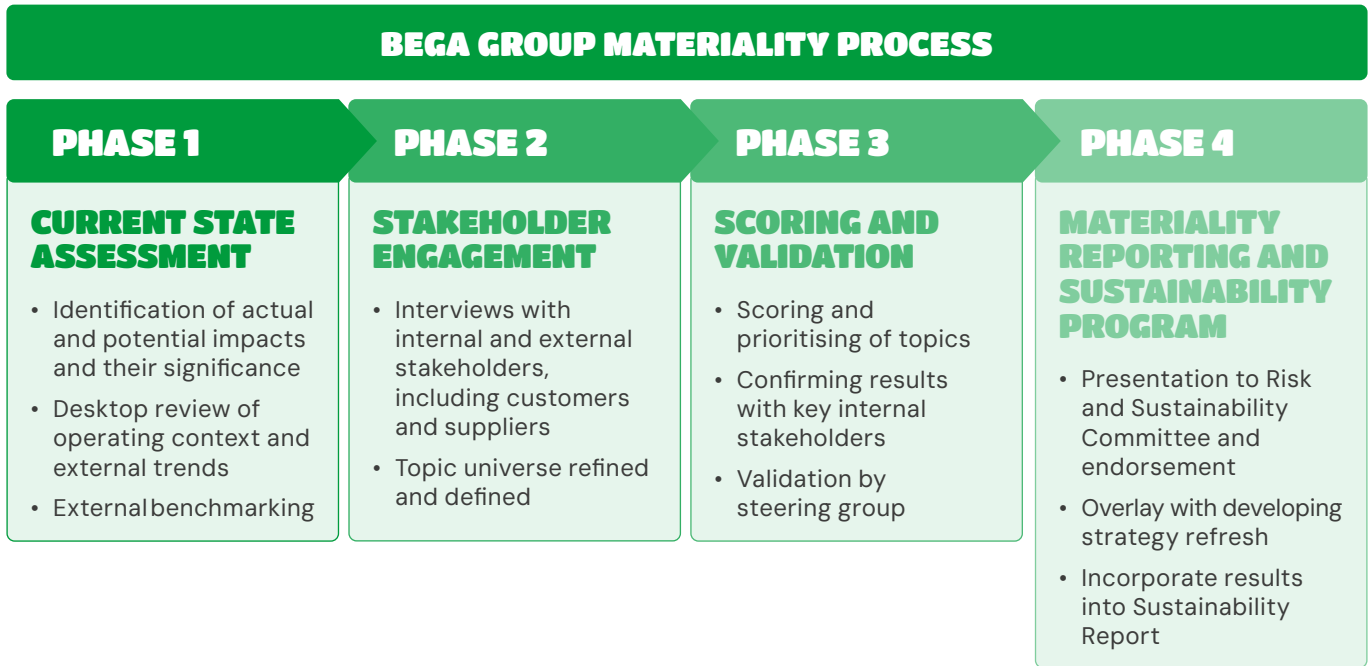 BEGA GROUP MATERIALITY PROCESS
PHASE 1
CURRENT STATE
ASSESSMENT
• Identification of actual
and potential impacts
and their significance
• Desktop review of
operating context and
external trends
• External benchmarking
PHASE 2
STAKEHOLDER
ENGAGEMENT
• Interviews with
internal and external
stakeholders,
including customers
and suppliers
• Topic universe refined
and defined
PHASE 3
SCORING AND
VALIDATION
• Scoring and
prioritising of topics
• Confirming results
with key internal
stakeholders
• Validation by
steering group
PHASE 4
MATERIALITY
REPORTING AND
SUSTAINABILITY
PROGRAM
• Presentation to Risk
and Sustainability
Committee and
endorsement
• Overlay with developing
strategy refresh
• Incorporate results
into Sustainability
Report